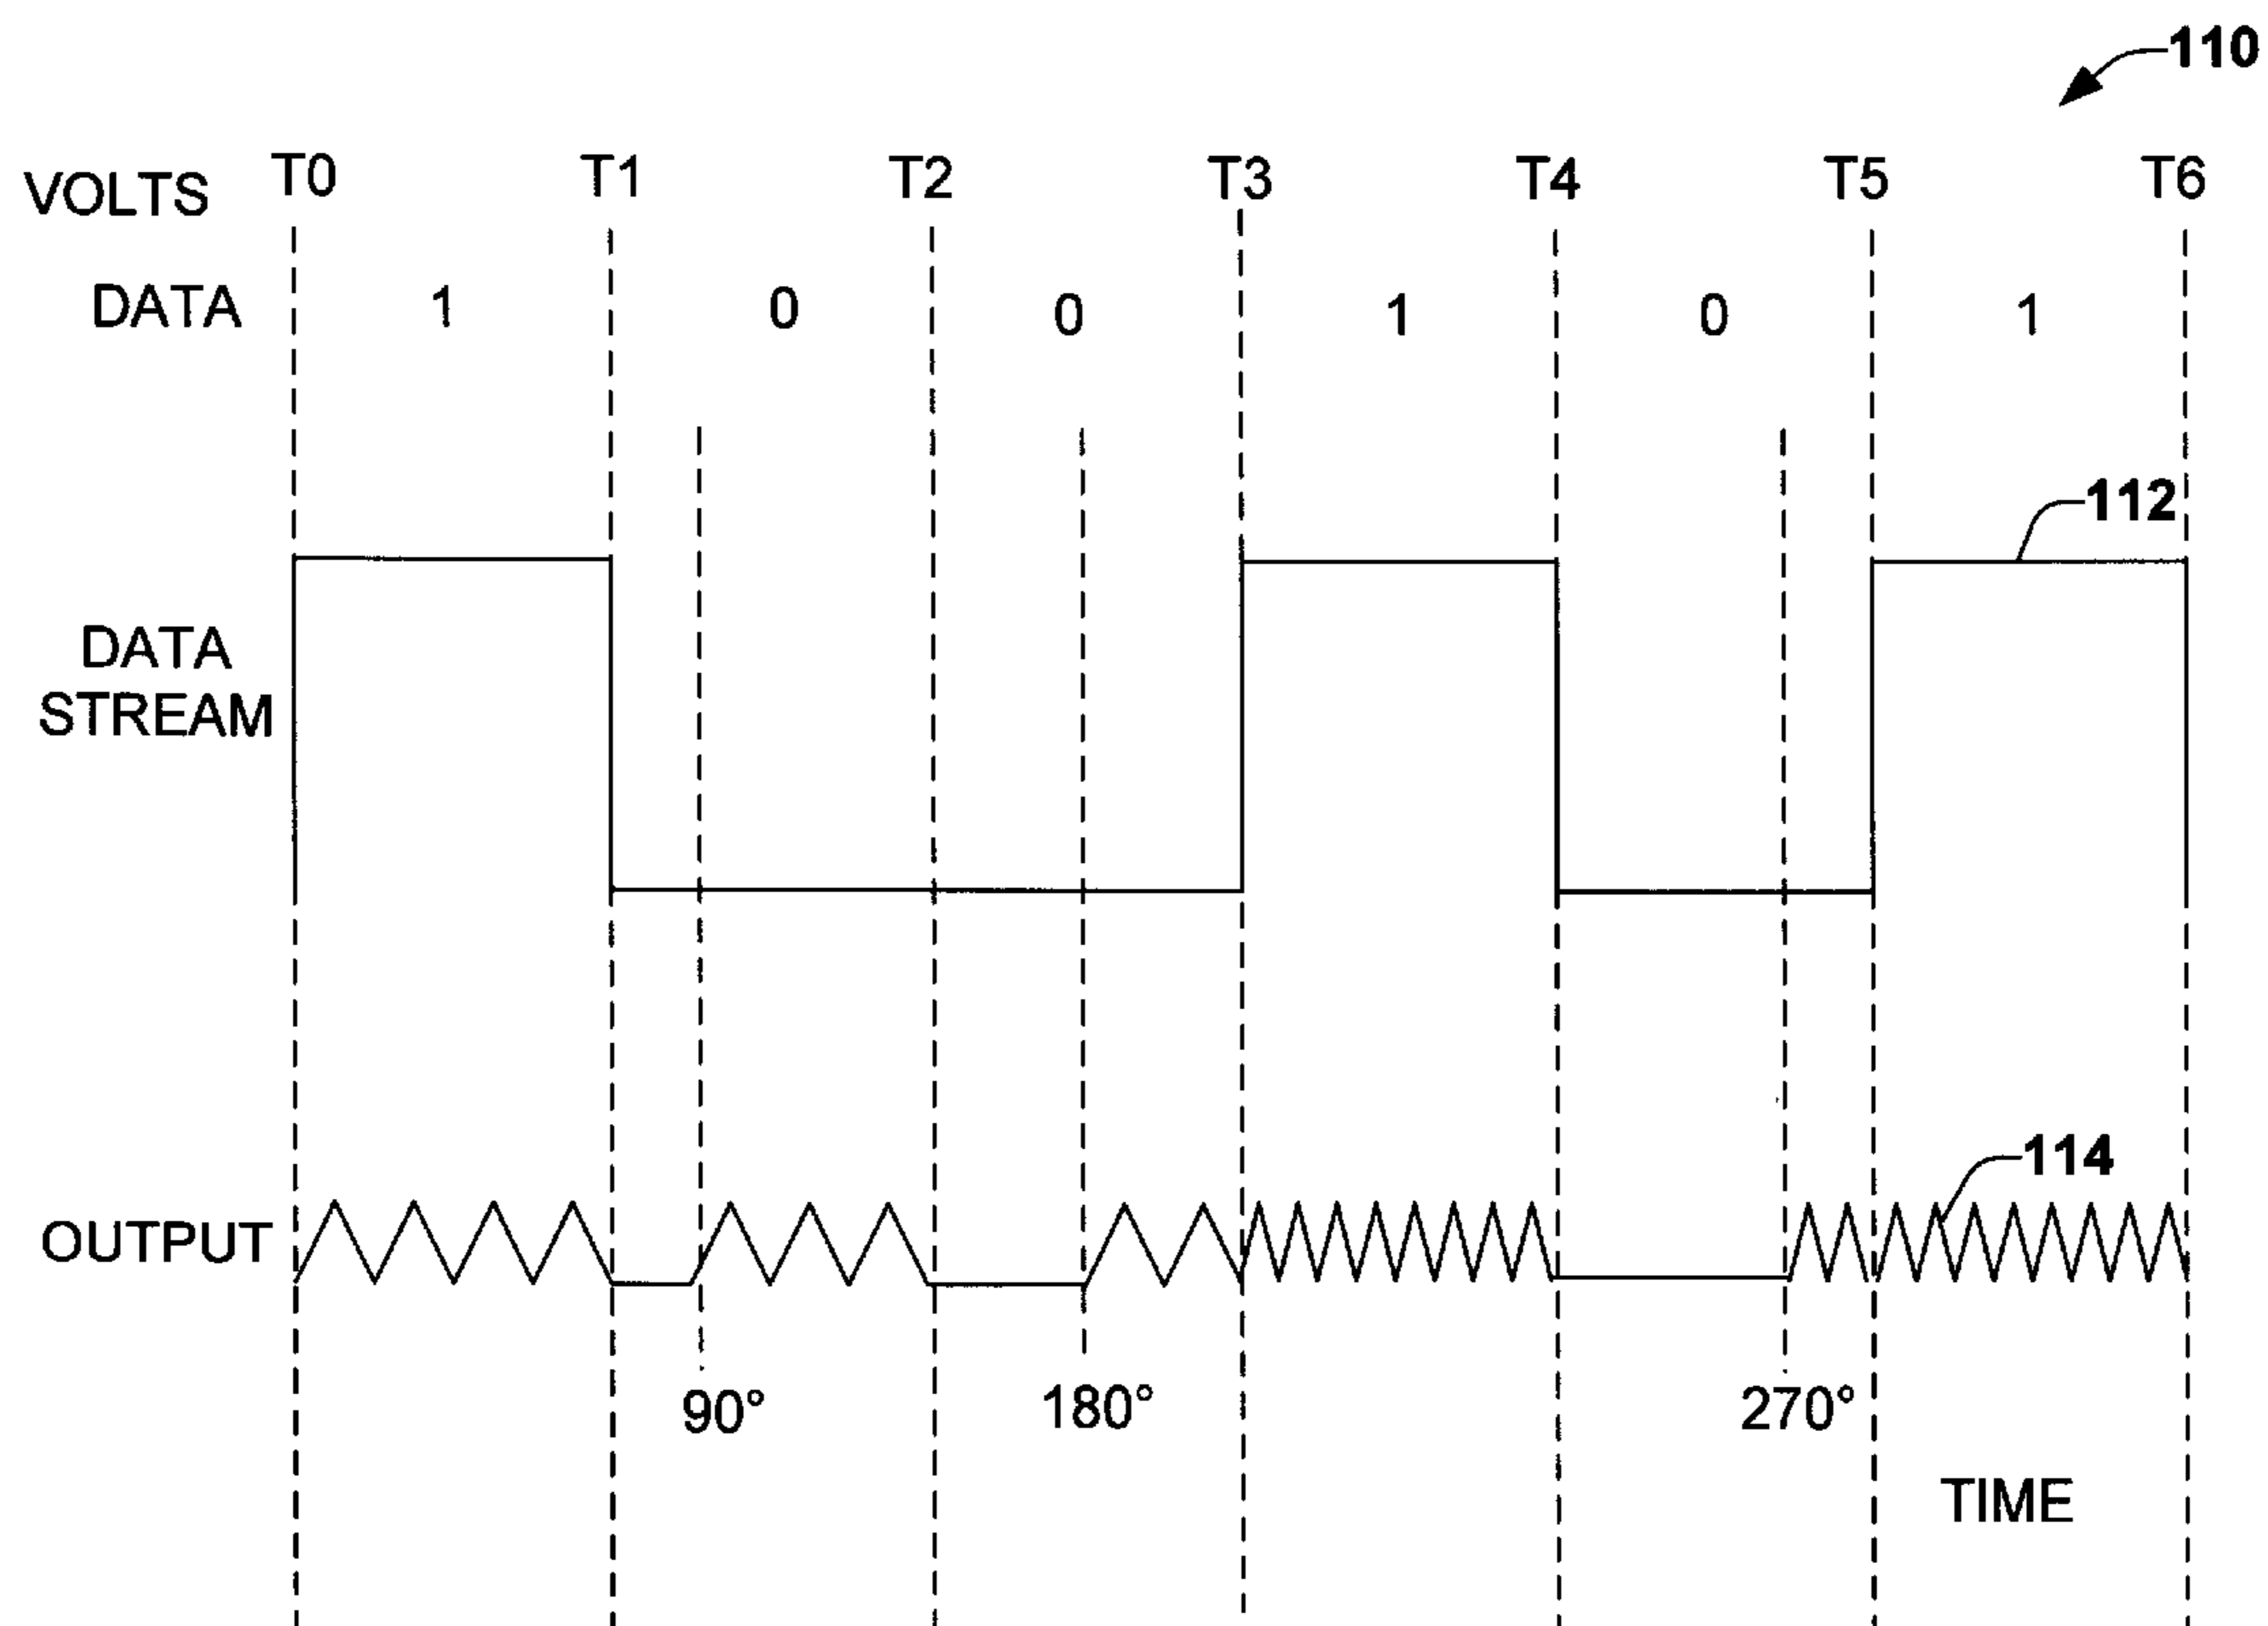 110
VOLTS T0 T1 T2 T3 T4 T5 T6
DATA 1 0 0 1 0 1
112
DATA
STREAM
114
OUTPUT
90° 180° 270°
TIME